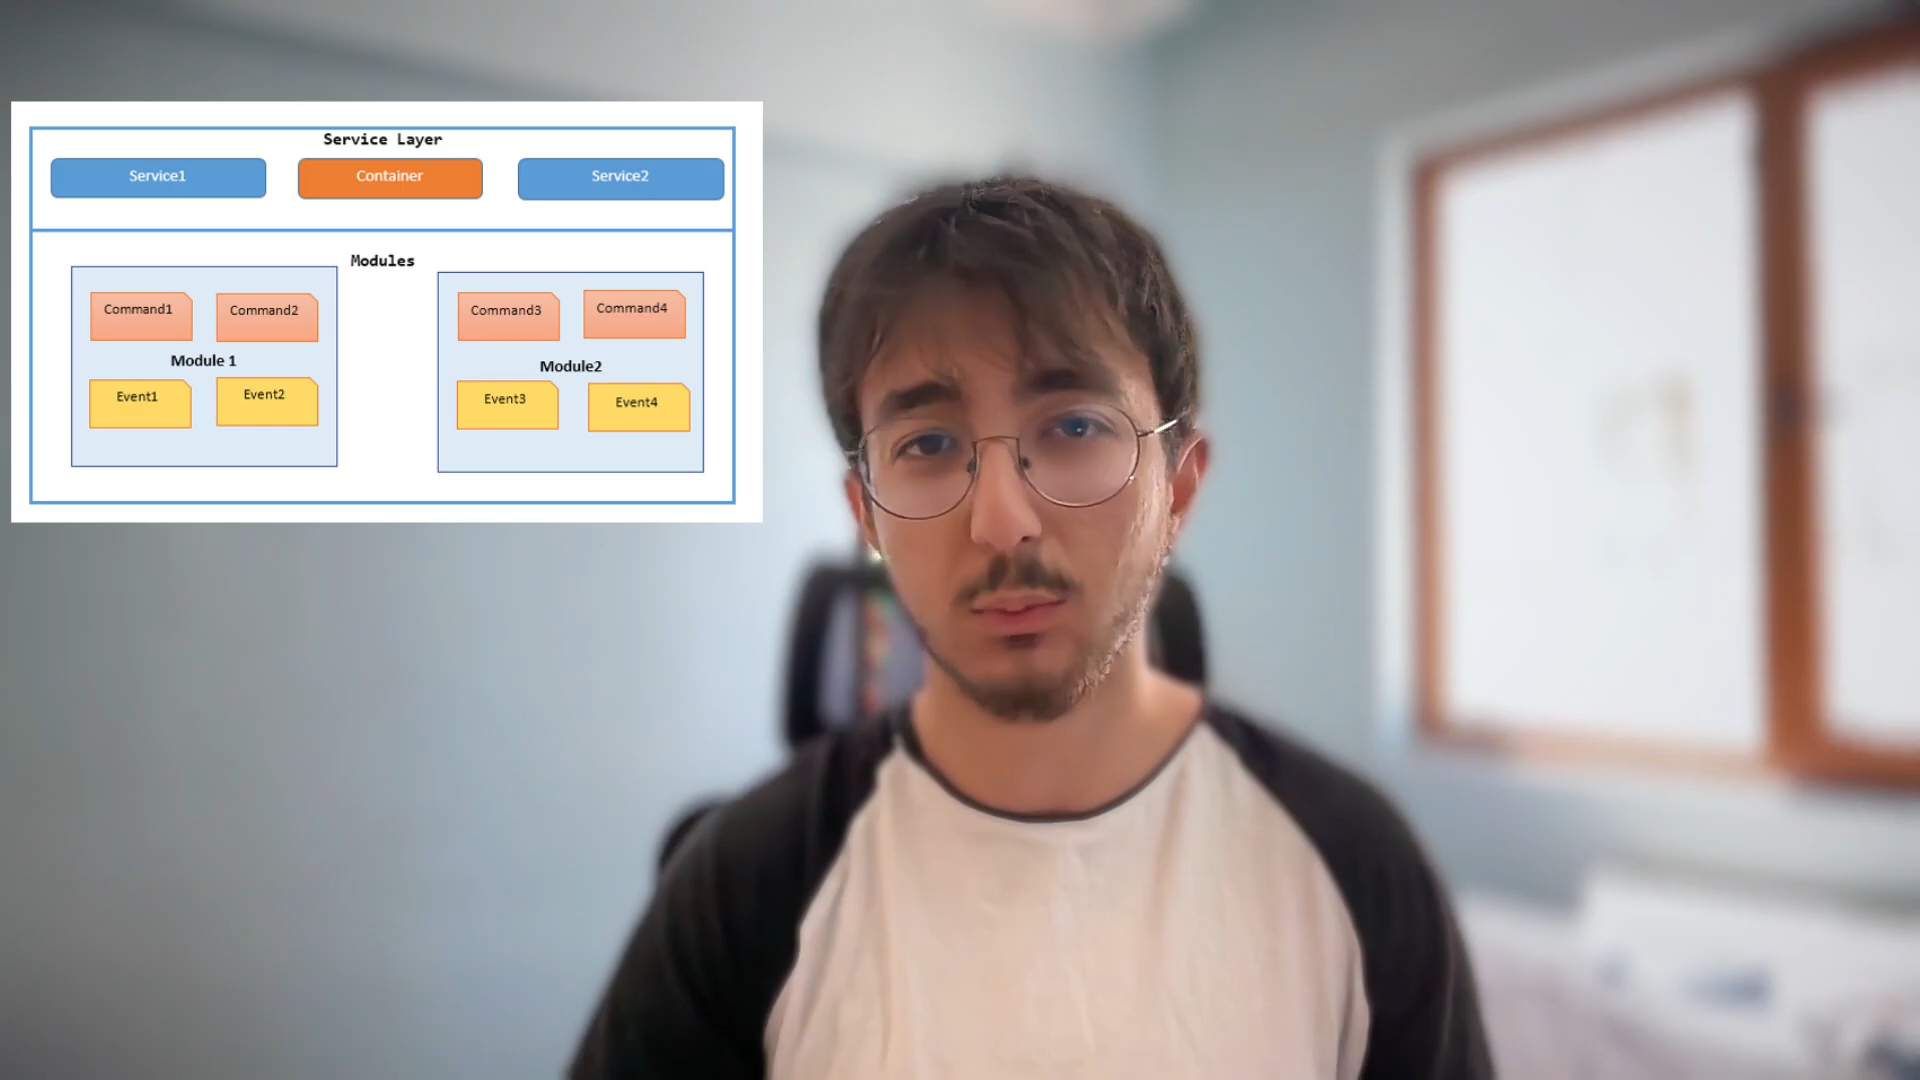 Service Layer
Service1
Container
Service2
Modules
Command1
Command2
Module 1
Event1
Event2
Command3
Command4
Module2
Event3
Event4